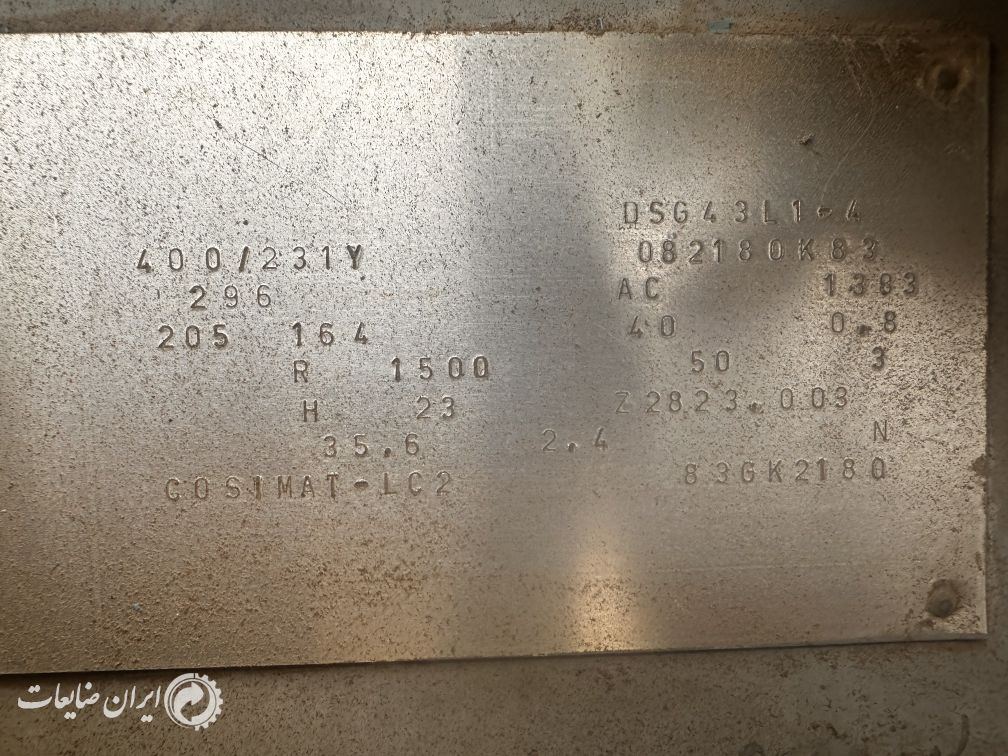 DSG43L1-4
400/231Y 082180K83
296 AC 1383
205 164 40 0.8
R 1500 50 3
H 23 Z2823.003
35.6 2.4 N
COSIMAT-LC2 83GK2180
ایران ضایعات